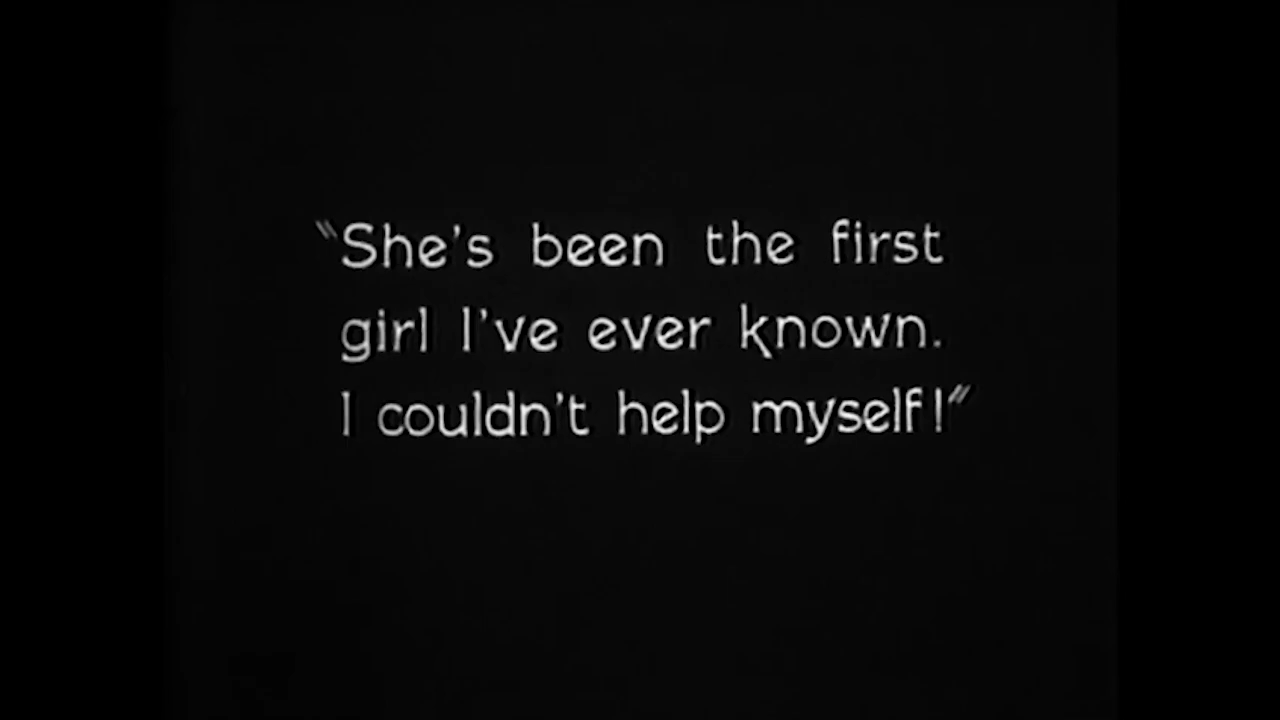 "She's been the first
girl I've ever known.
I couldn't help myself!"